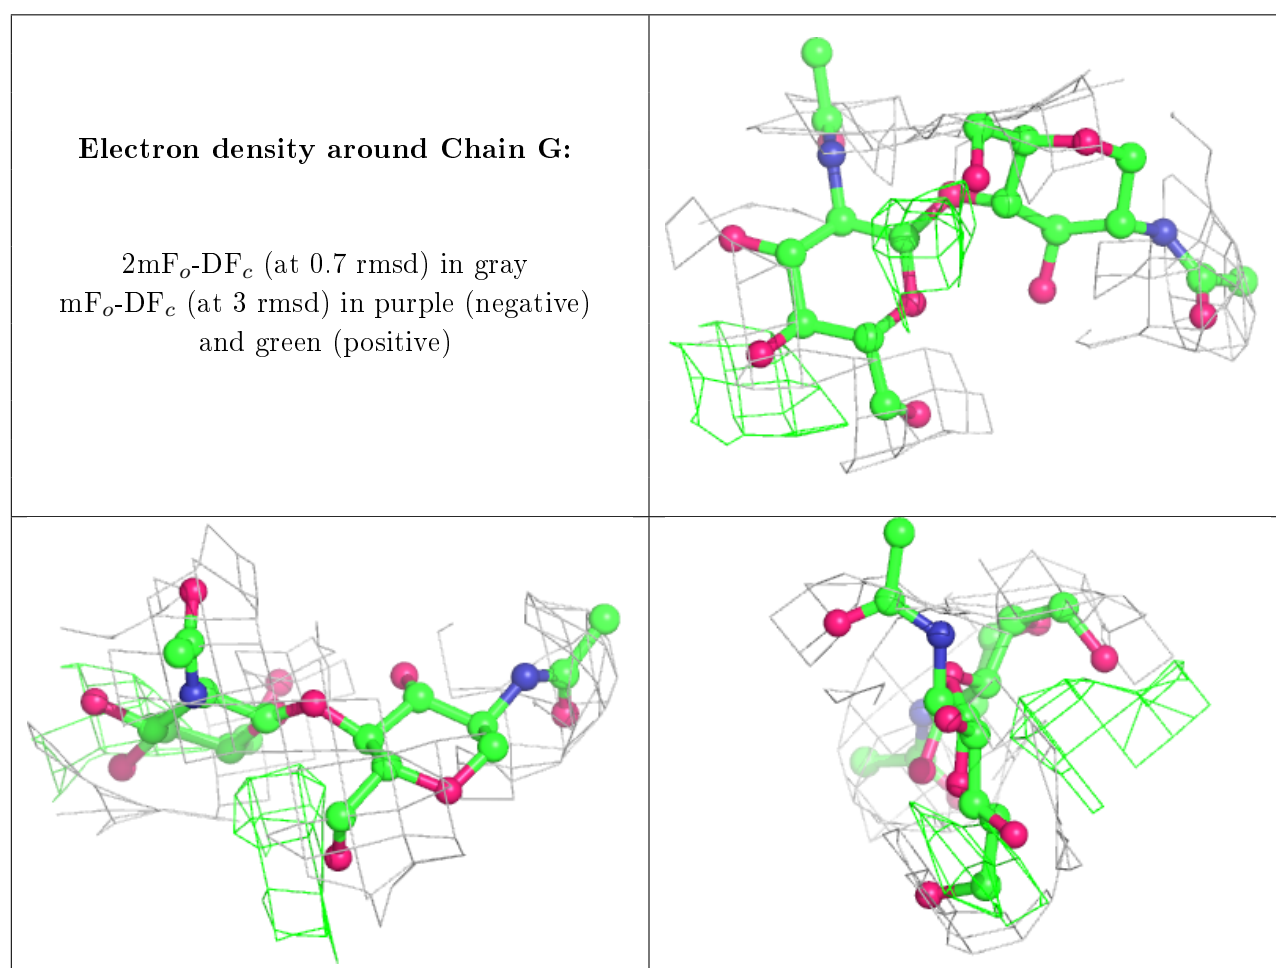 Electron density around Chain G:
2mFo-DFc (at 0.7 rmsd) in gray
mFo-DFc (at 3 rmsd) in purple (negative)
and green (positive)